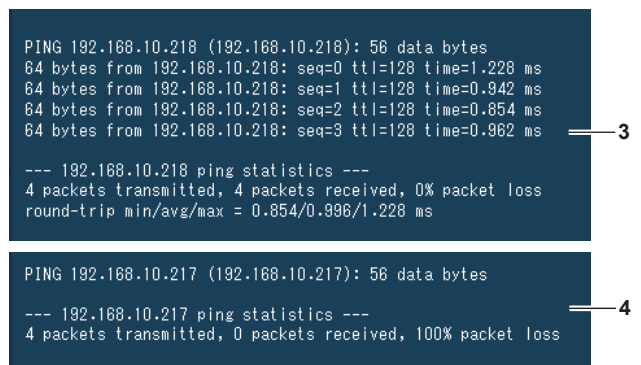 PING 192.168.10.218 (192.168.10.218): 56 data bytes
64 bytes from 192.168.10.218: seq=0 ttl=128 time=1.228 ms
64 bytes from 192.168.10.218: seq=1 ttl=128 time=0.942 ms
64 bytes from 192.168.10.218: seq=2 ttl=128 time=0.854 ms
64 bytes from 192.168.10.218: seq=3 ttl=128 time=0.962 ms
3
--- 192.168.10.218 ping statistics ---
4 packets transmitted, 4 packets received, 0% packet loss
round-trip min/avg/max = 0.854/0.996/1.228 ms
PING 192.168.10.217 (192.168.10.217): 56 data bytes
4
--- 192.168.10.217 ping statistics ---
4 packets transmitted, 0 packets received, 100% packet loss